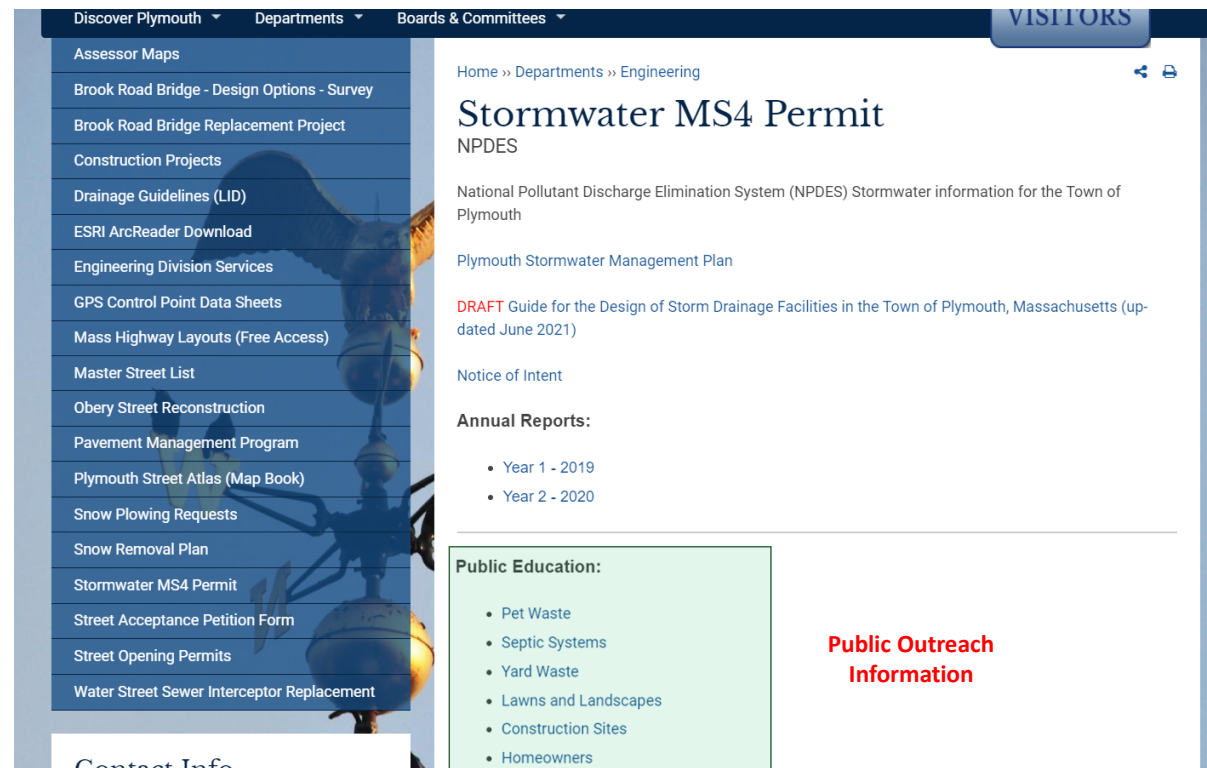 Discover Plymouth Departments Boards & Committees
VISITORS
Assessor Maps
Brook Road Bridge - Design Options - Survey
Brook Road Bridge Replacement Project
Construction Projects
Drainage Guidelines (LID)
ESRI ArcReader Download
Engineering Division Services
GPS Control Point Data Sheets
Mass Highway Layouts (Free Access)
Master Street List
Obery Street Reconstruction
Pavement Management Program
Plymouth Street Atlas (Map Book)
Snow Plowing Requests
Snow Removal Plan
Stormwater MS4 Permit
Street Acceptance Petition Form
Street Opening Permits
Water Street Sewer Interceptor Replacement
Contact Info
Home ›› Departments ›› Engineering
Stormwater MS4 Permit
NPDES
National Pollutant Discharge Elimination System (NPDES) Stormwater information for the Town of
Plymouth
Plymouth Stormwater Management Plan
DRAFT Guide for the Design of Storm Drainage Facilities in the Town of Plymouth, Massachusetts (up-
dated June 2021)
Notice of Intent
Annual Reports:
• Year 1 - 2019
• Year 2 - 2020
Public Education:
• Pet Waste
• Septic Systems
• Yard Waste
• Lawns and Landscapes
• Construction Sites
• Homeowners
Public Outreach
Information